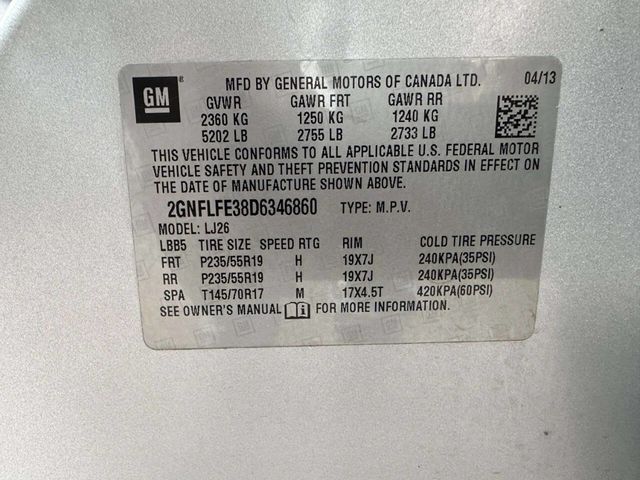 GM MFD BY GENERAL MOTORS OF CANADA LTD. 04/13
GVWR GAWR FRT GAWR RR
2360 KG 1250 KG 1240 KG
5202 LB 2755 LB 2733 LB
THIS VEHICLE CONFORMS TO ALL APPLICABLE U.S. FEDERAL MOTOR
VEHICLE SAFETY AND THEFT PREVENTION STANDARDS IN EFFECT ON
THE DATE OF MANUFACTURE SHOWN ABOVE.
2GNFLFE38D6346860 TYPE: M.P.V.
MODEL: LJ26
LBB5 TIRE SIZE SPEED RTG RIM COLD TIRE PRESSURE
FRT P235/55R19 H 19X7J 240KPA(35PSI)
RR P235/55R19 H 19X7J 240KPA(35PSI)
SPA T145/70R17 M 17X4.5T 420KPA(60PSI)
SEE OWNER'S MANUAL FOR MORE INFORMATION.